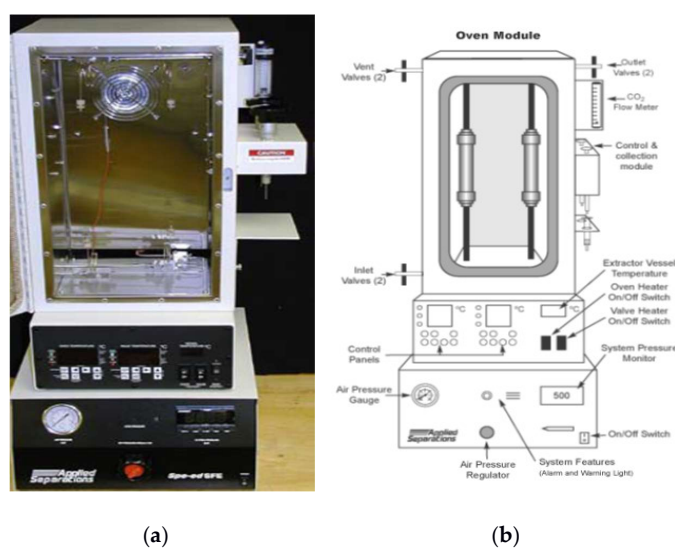 CAUTION
Applied
Separations
Spe-ed SFE
(a)
Oven Module
Vent
Valves (2)
Outlet
Valves (2)
CO2
Flow Meter
Control &
collection
module
Inlet
Valves (2)
Extractor Vessel
Temperature
Oven Heater
On/Off Switch
Valve Heater
On/Off Switch
°C
°C
°C
Control
Panels
System Pressure
Monitor
Air Pressure
Gauge
500
Applied
Separations
On/Off Switch
Air Pressure
Regulator
System Features
(Alarm and Warning Light)
(b)